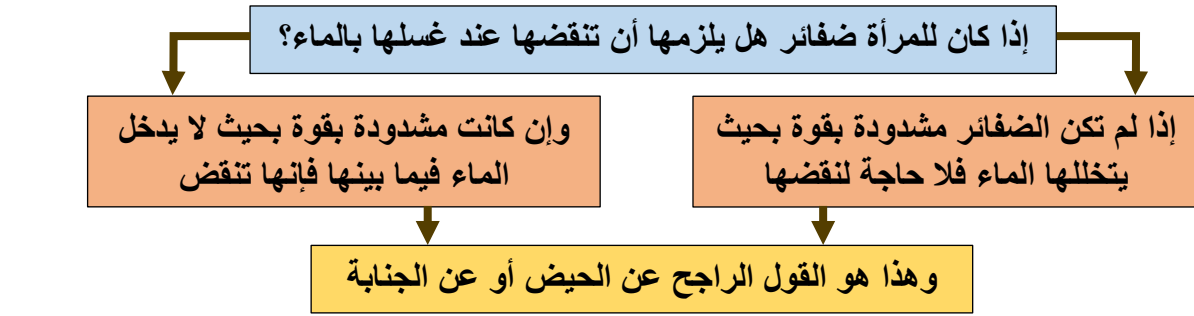 إذا كان للمرأة ضفائر هل يلزمها أن تنقضها عند غسلها بالماء؟
إذا لم تكن الضفائر مشدودة بقوة بحيث
يتخللها الماء فلا حاجة لنقضها
وإن كانت مشدودة بقوة بحيث لا يدخل
الماء فيما بينها فإنها تنقض
وهذا هو القول الراجح عن الحيض أو عن الجنابة